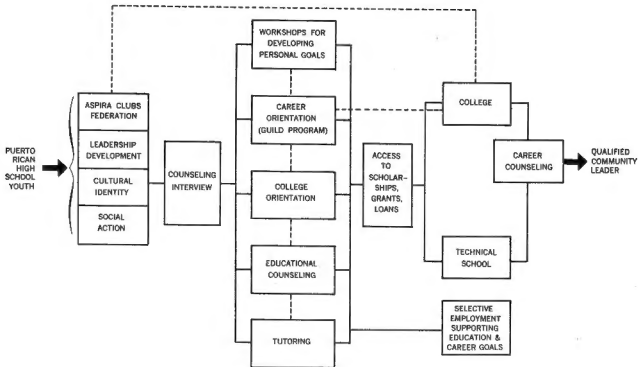 PUERTO
RICAN
HIGH
SCHOOL
YOUTH
ASPIRA CLUBS
FEDERATION
LEADERSHIP
DEVELOPMENT
CULTURAL
IDENTITY
SOCIAL
ACTION
COUNSELING
INTERVIEW
WORKSHOPS FOR
DEVELOPING
PERSONAL GOALS
CAREER
ORIENTATION
(GUILD PROGRAM)
COLLEGE
ORIENTATION
EDUCATIONAL
COUNSELING
TUTORING
ACCESS
TO
SCHOLAR-
SHIPS,
GRANTS,
LOANS
COLLEGE
TECHNICAL
SCHOOL
SELECTIVE
EMPLOYMENT
SUPPORTING
EDUCATION &
CAREER GOALS
CAREER
COUNSELING
QUALIFIED
COMMUNITY
LEADER